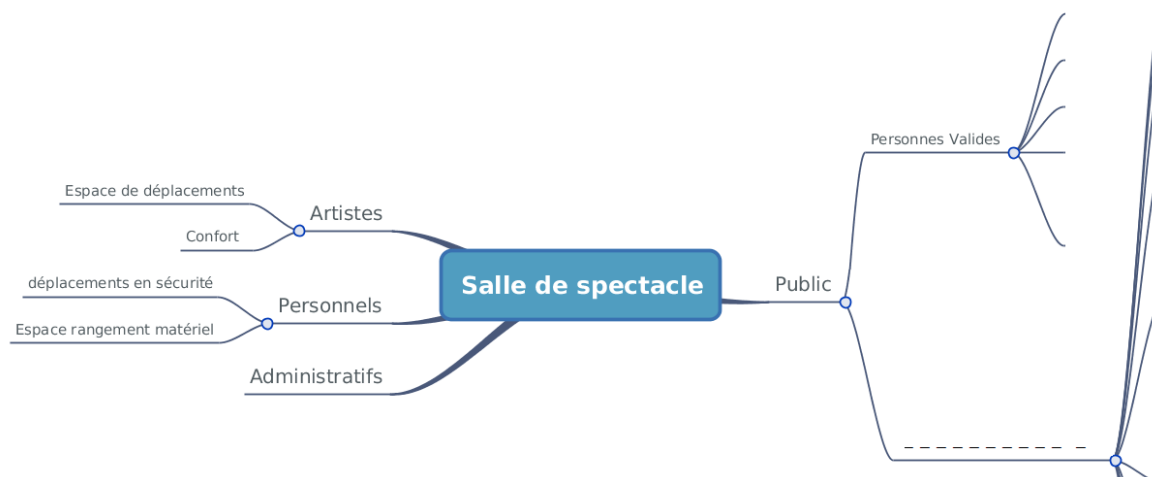 Personnes Valides
Espace de déplacements
Artistes
Confort
déplacements en sécurité
Salle de spectacle
Public
Personnels
Espace rangement matériel
Administratifs
_ _ _ _ _ _ _ _ _ _ _